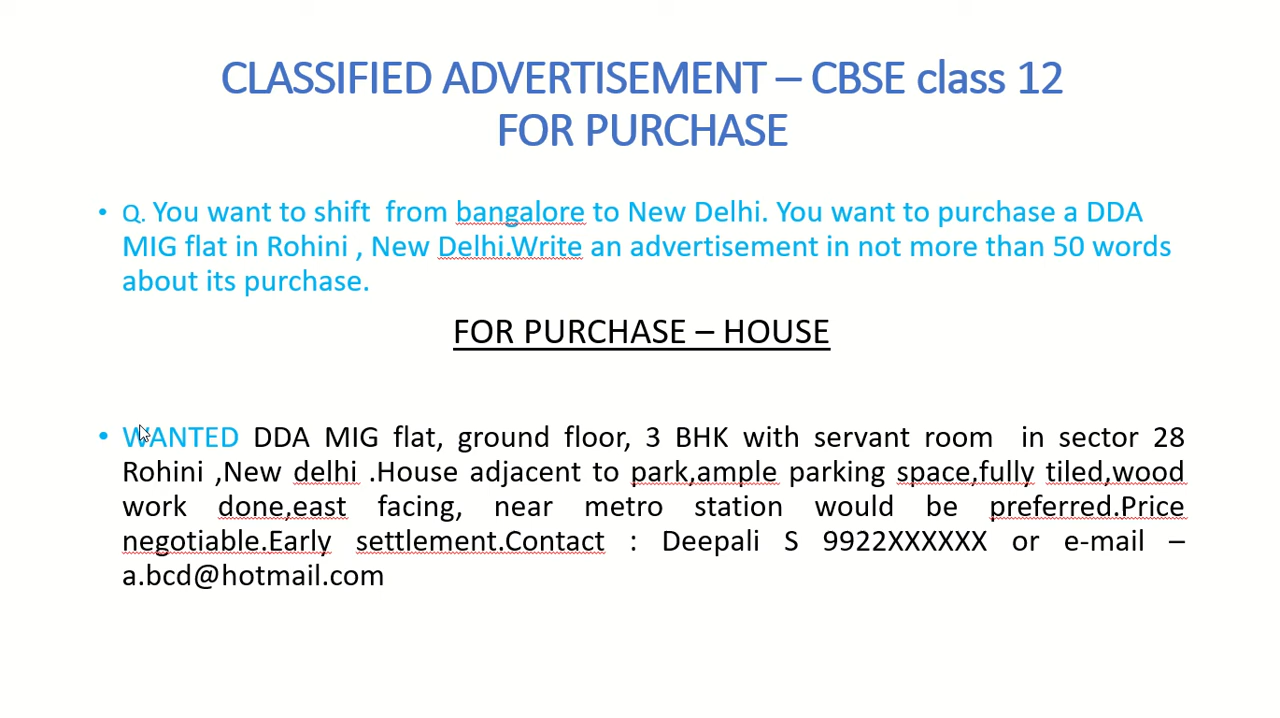 CLASSIFIED ADVERTISEMENT – CBSE class 12
FOR PURCHASE
• Q. You want to shift from bangalore to New Delhi. You want to purchase a DDA
MIG flat in Rohini , New Delhi.Write an advertisement in not more than 50 words
about its purchase.
FOR PURCHASE – HOUSE
• WANTED DDA MIG flat, ground floor, 3 BHK with servant room in sector 28
Rohini ,New delhi .House adjacent to park,ample parking space,fully tiled,wood
work done,east facing, near metro station would be preferred.Price
negotiable.Early settlement.Contact : Deepali S 9922XXXXXX or e-mail –
a.bcd@hotmail.com